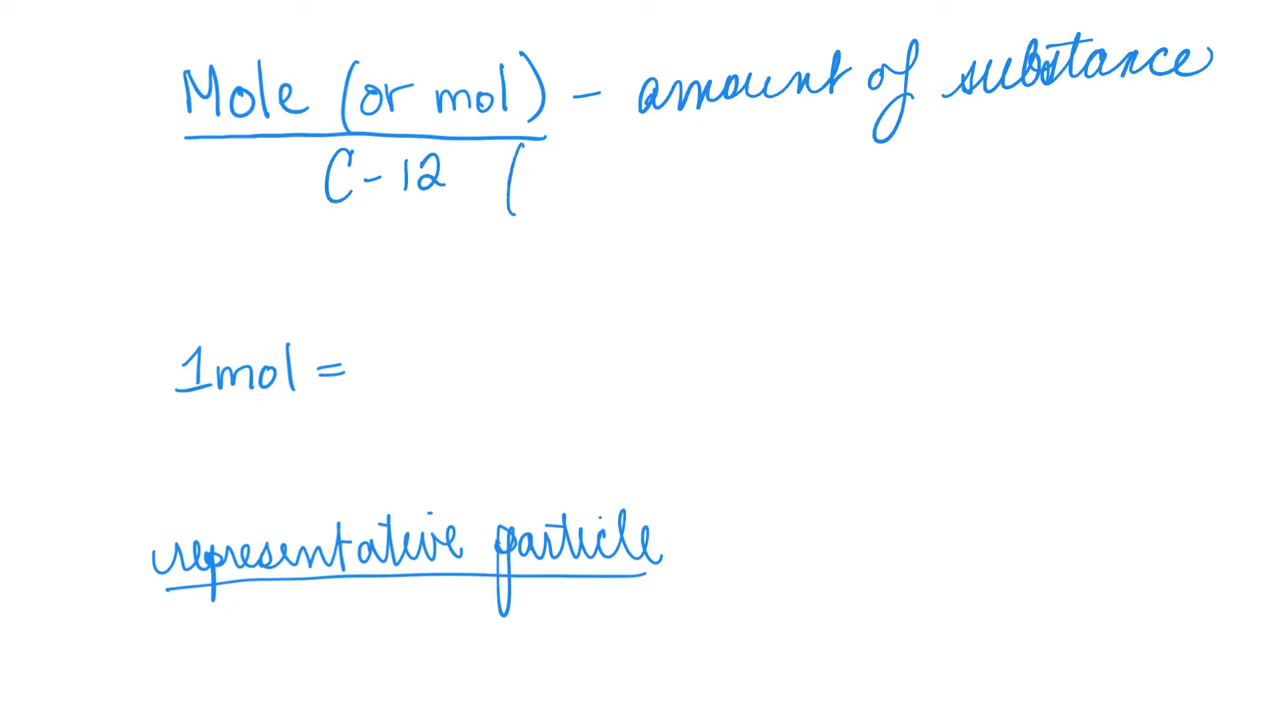 Mole (or mol) - amount of substance
C-12 (
1mol =
representative particle